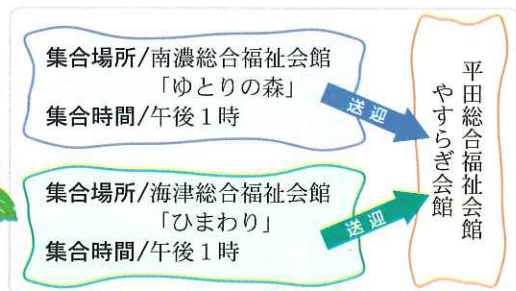 集合場所/南濃総合福祉会館
「ゆとりの森」
集合時間/午後１時
送迎
集合場所/海津総合福祉会館
「ひまわり」
集合時間/午後１時
送迎
平田総合福祉会館
やすらぎ会館